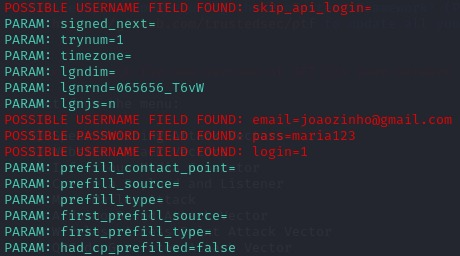 POSSIBLE USERNAME FIELD FOUND: skip_api_login=
PARAM: signed_next=
PARAM: trynum=1
PARAM: timezone=
PARAM: lgndim=
PARAM: lgnrnd=065656_T6vW
PARAM: lgnjs=n
POSSIBLE USERNAME FIELD FOUND: email=joaozinho@gmail.com
POSSIBLE PASSWORD FIELD FOUND: pass=maria123
POSSIBLE USERNAME FIELD FOUND: login=1
PARAM: prefill_contact_point=
PARAM: prefill_source=
PARAM: prefill_type=
PARAM: first_prefill_source=
PARAM: first_prefill_type=
PARAM: had_cp_prefilled=false